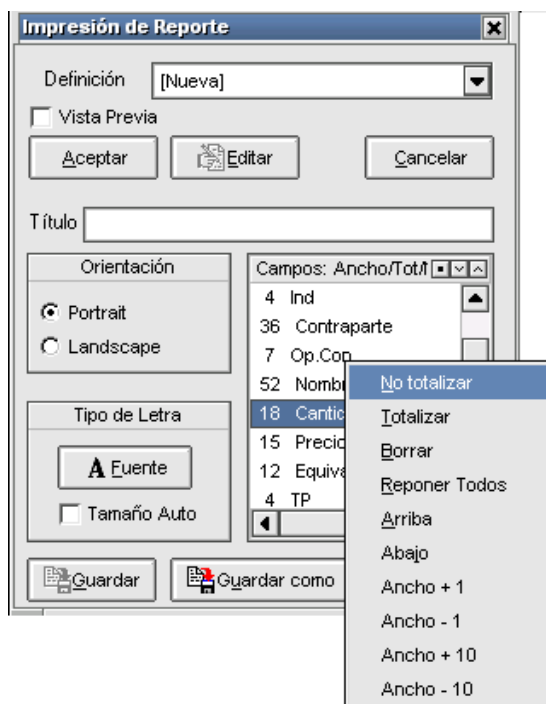 Impresión de Reporte
Definición [Nueva]
Vista Previa
Aceptar Editar Cancelar
Título
Orientación
Portrait
Landscape
Tipo de Letra
A Fuente
Tamaño Auto
Campos: Ancho/Tot/
4 Ind
36 Contraparte
7 Op.Con
52
18
15
12
4 TP
No totalizar
Totalizar
Borrar
Reponer Todos
Arriba
Abajo
Ancho + 1
Ancho - 1
Ancho + 10
Ancho - 10
Guardar Guardar como